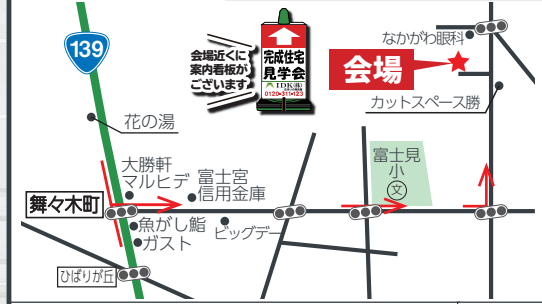 139
会場近くに
案内看板が
ございます
完成住宅
見学会
IDK(株)
0120-311-123
なかがわ眼科
会場
カットスペース勝
花の湯
大勝軒
マルヒデ
富士宮
信用金庫
富士見
小
文
舞々木町
魚がし鮨
ガスト
ビッグデー
ひばりが丘